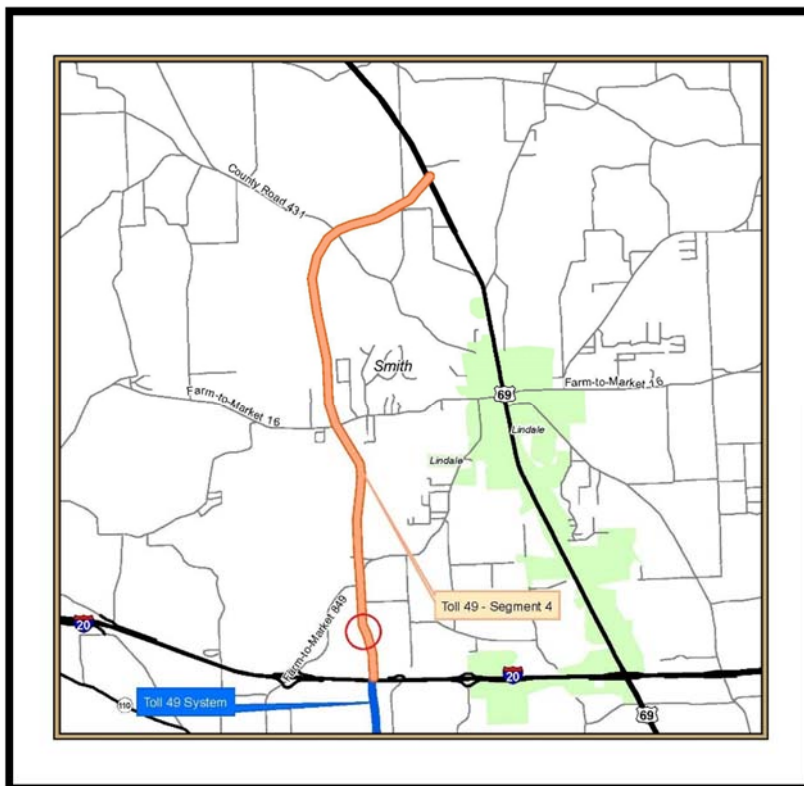 County Road 431
Smith
Farm-to-Market 16
Farm-to-Market 16
69
Lindale
Lindale
Toll 49 - Segment 4
Farm-to-Market 849
20
20
110
Toll 49 System
69